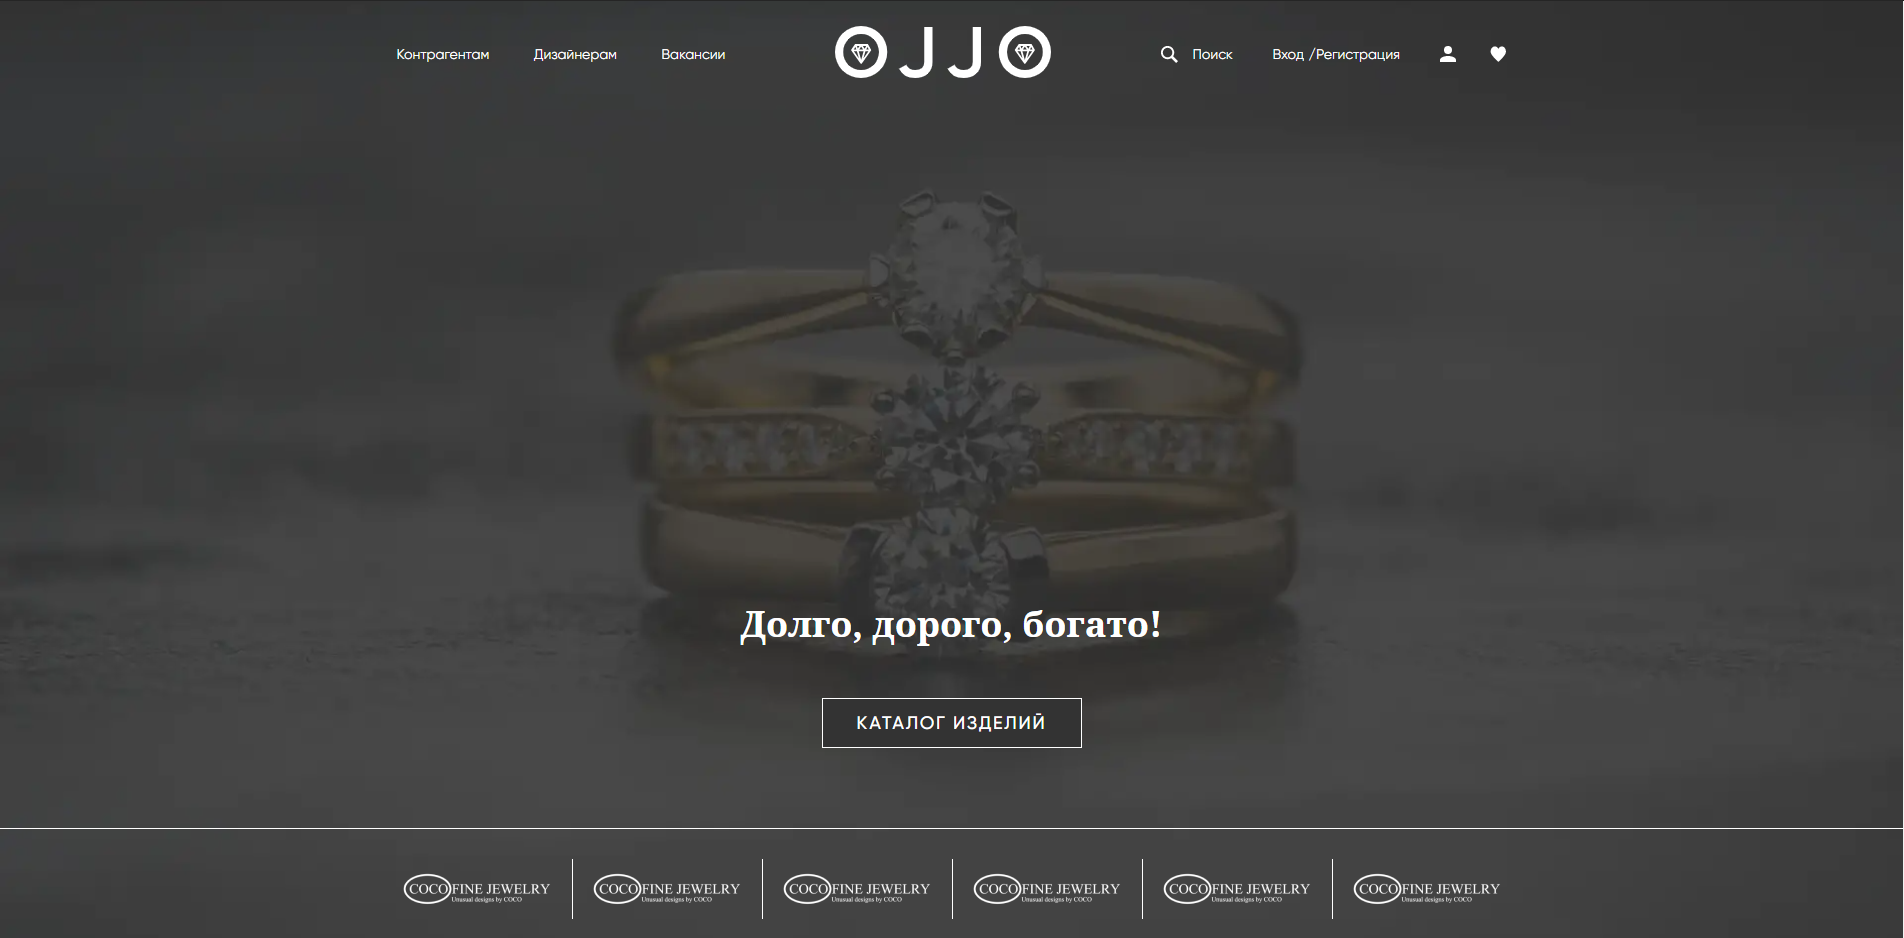 Контрагентам
Дизайнерам
Вакансии
OJJO
Поиск
Вход /Регистрация
Долго, дорого, богато!
КАТАЛОГ ИЗДЕЛИЙ
COCO FINE JEWELRY
Unusual designs by COCO
COCO FINE JEWELRY
Unusual designs by COCO
COCO FINE JEWELRY
Unusual designs by COCO
COCO FINE JEWELRY
Unusual designs by COCO
COCO FINE JEWELRY
Unusual designs by COCO
COCO FINE JEWELRY
Unusual designs by COCO